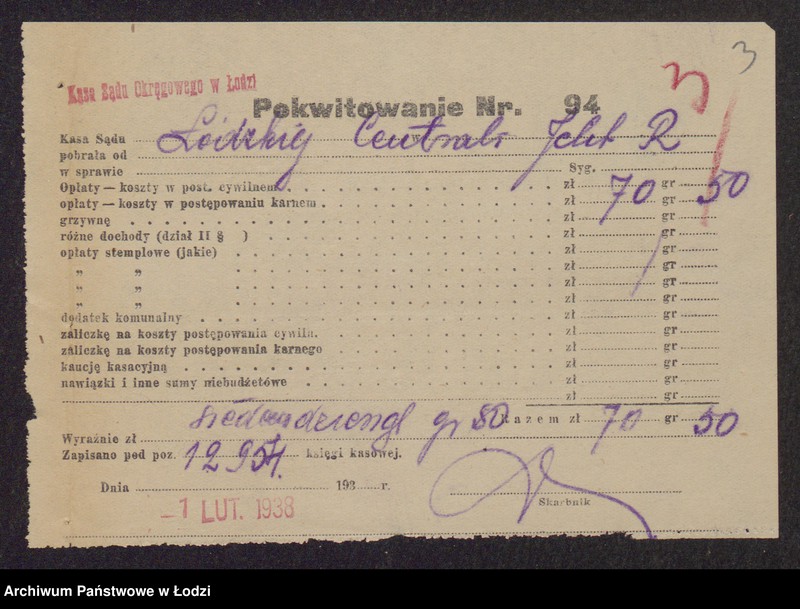 3
3
Kasa Sądu Okręgowego w Łodzi
Pokwitowanie Nr. 94
Kasa Sądu
Łódzkiej Centrali R
pobrała od
w sprawie Syg.
Opłaty — koszty w post. cywilnem zł 70 gr 50
opłaty — koszty w postępowaniu karnem zł gr
grzywnę zł gr
różne dochody (dział II § ) zł gr
opłaty stemplowe (jakie) zł gr
„ „ zł gr
„ „ zł gr
„ „ zł gr
dodatek komunalny zł gr
zaliczkę na koszty postępowania cywiln. zł gr
zaliczkę na koszty postępowania karnego zł gr
kaucję kasacyjną zł gr
nawiązki i inne sumy niebudżetówe zł gr
zł gr
Razem zł 70 gr 50
Wyraźnie zł gr 50
Zapisano pod poz. księgi kasowej.
Dnia 193 r.
-1 LUT. 1938
Skarbnik
Archiwum Państwowe w Łodzi